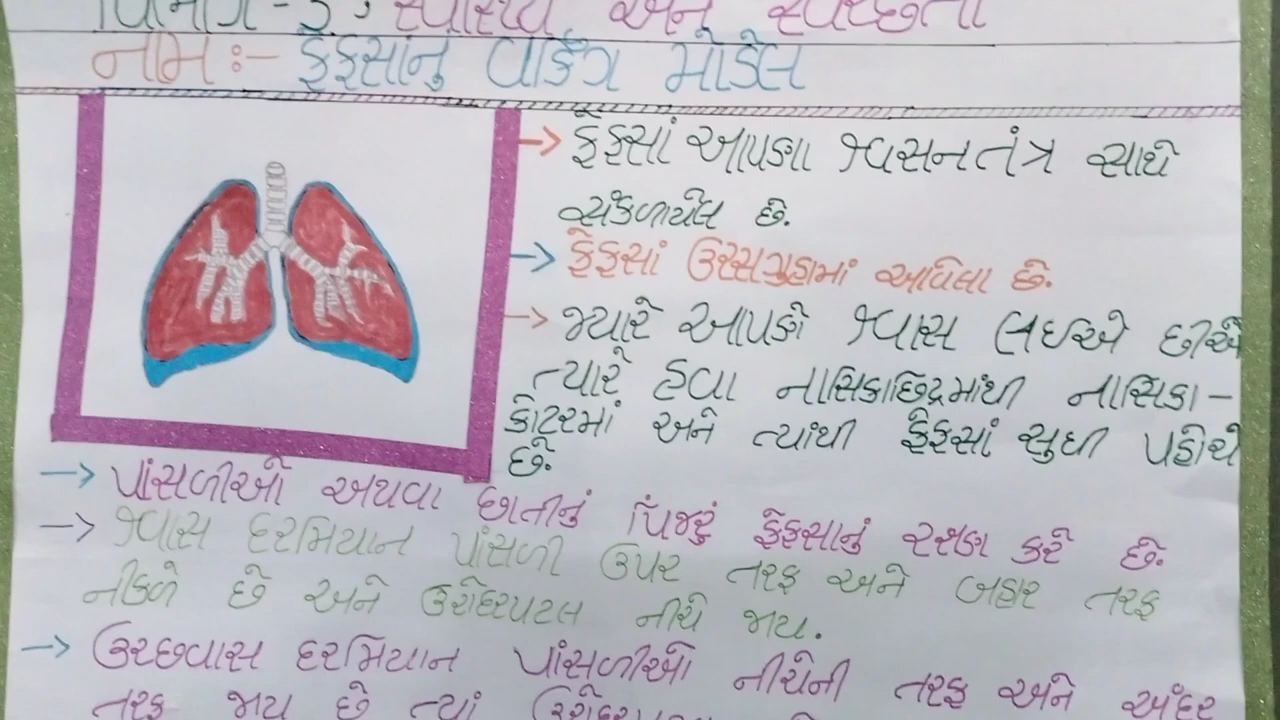 વિભાગ-3 : સ્વાસ્થ્ય અને સ્વચ્છતા
નામ :- ફેફસાંનું વર્કિંગ મોડેલ
→ ફેફસાં આપણા શ્વસનતંત્ર સાથે
સંકળાયેલ છે.
→ ફેફસાં ઉરસગુહામાં આવેલા છે.
→ જ્યારે આપણે શ્વાસ લઈએ છીએ
ત્યારે હવા નાસિકાછિદ્રમાંથી નાસિકા-
કોટરમાં અને ત્યાંથી ફેફસાં સુધી પહોચે
છે.
→ પાંસળીઓ અથવા છાતીનું પિંજરું ફેફસાનું રક્ષણ કરે છે.
→ શ્વાસ દરમિયાન પાંસળી ઉપર તરફ અને બહાર તરફ
નીકળે છે અને ઉરોદરપટલ નીચે જાય.
→ ઉચ્છવાસ દરમિયાન પાંસળીઓ નીચેની તરફ અને અંદર
તરફ જાય છે ત્યાં